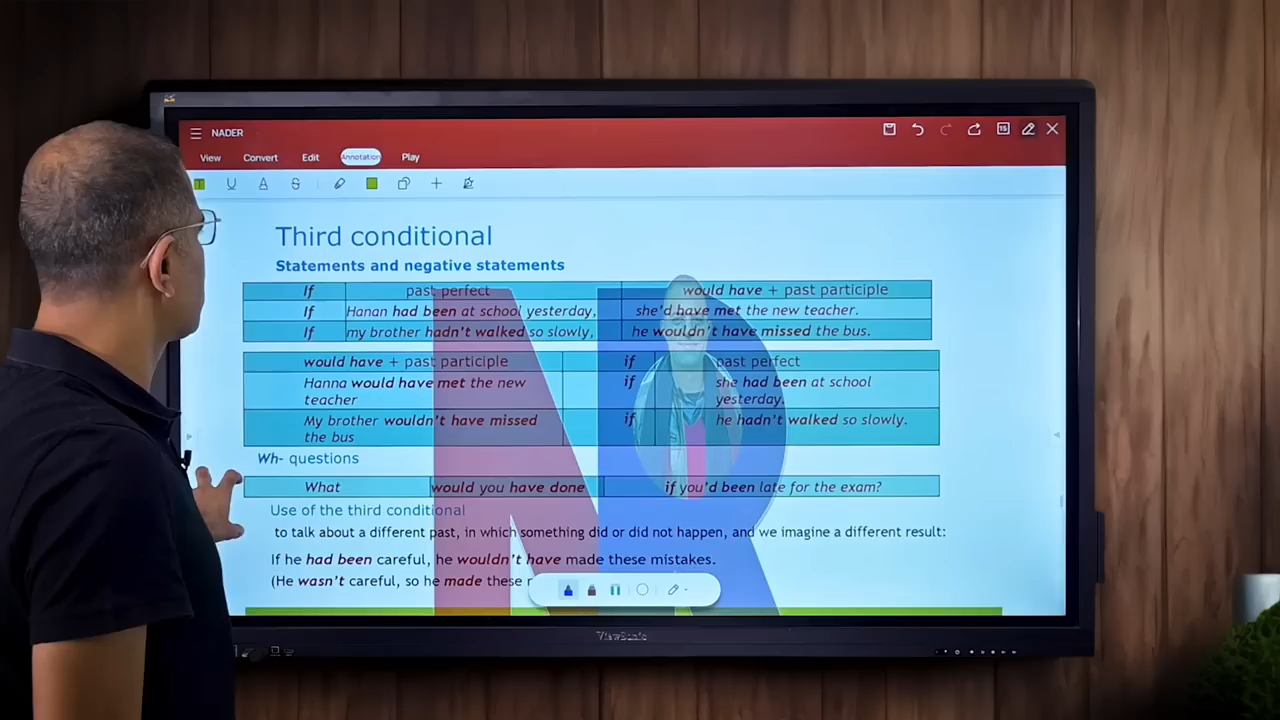 NADER
15
View Convert Edit Annotation Play
T U A S
Third conditional
Statements and negative statements
If past perfect would have + past participle
If Hanan had been at school yesterday, she'd have met the new teacher.
If my brother hadn't walked so slowly, he wouldn't have missed the bus.
would have + past participle if past perfect
Hanna would have met the new if she had been at school
teacher yesterday.
My brother wouldn't have missed if he hadn't walked so slowly.
the bus
Wh- questions
What would you have done if you'd been late for the exam?
Use of the third conditional
to talk about a different past, in which something did or did not happen, and we imagine a different result:
If he had been careful, he wouldn't have made these mistakes.
(He wasn't careful, so he made these
NR
ViewSonic